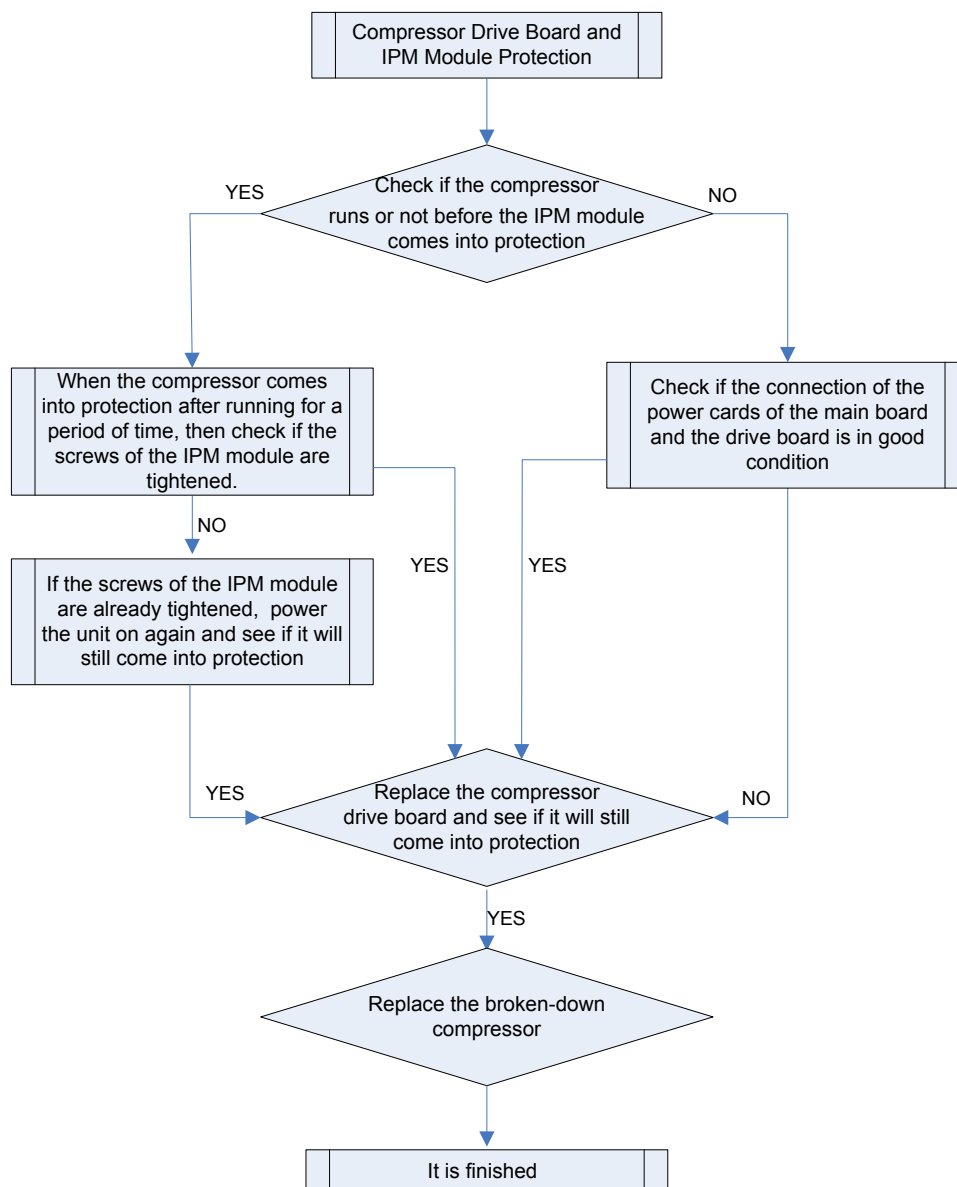 Compressor Drive Board and
IPM Module Protection
Check if the compressor
runs or not before the IPM module
comes into protection
YES
NO
When the compressor comes
into protection after running for a
period of time, then check if the
screws of the IPM module are
tightened.
Check if the connection of the
power cards of the main board
and the drive board is in good
condition
NO
YES
YES
If the screws of the IPM module
are already tightened, power
the unit on again and see if it will
still come into protection
YES
NO
Replace the compressor
drive board and see if it will still
come into protection
YES
Replace the broken-down
compressor
It is finished